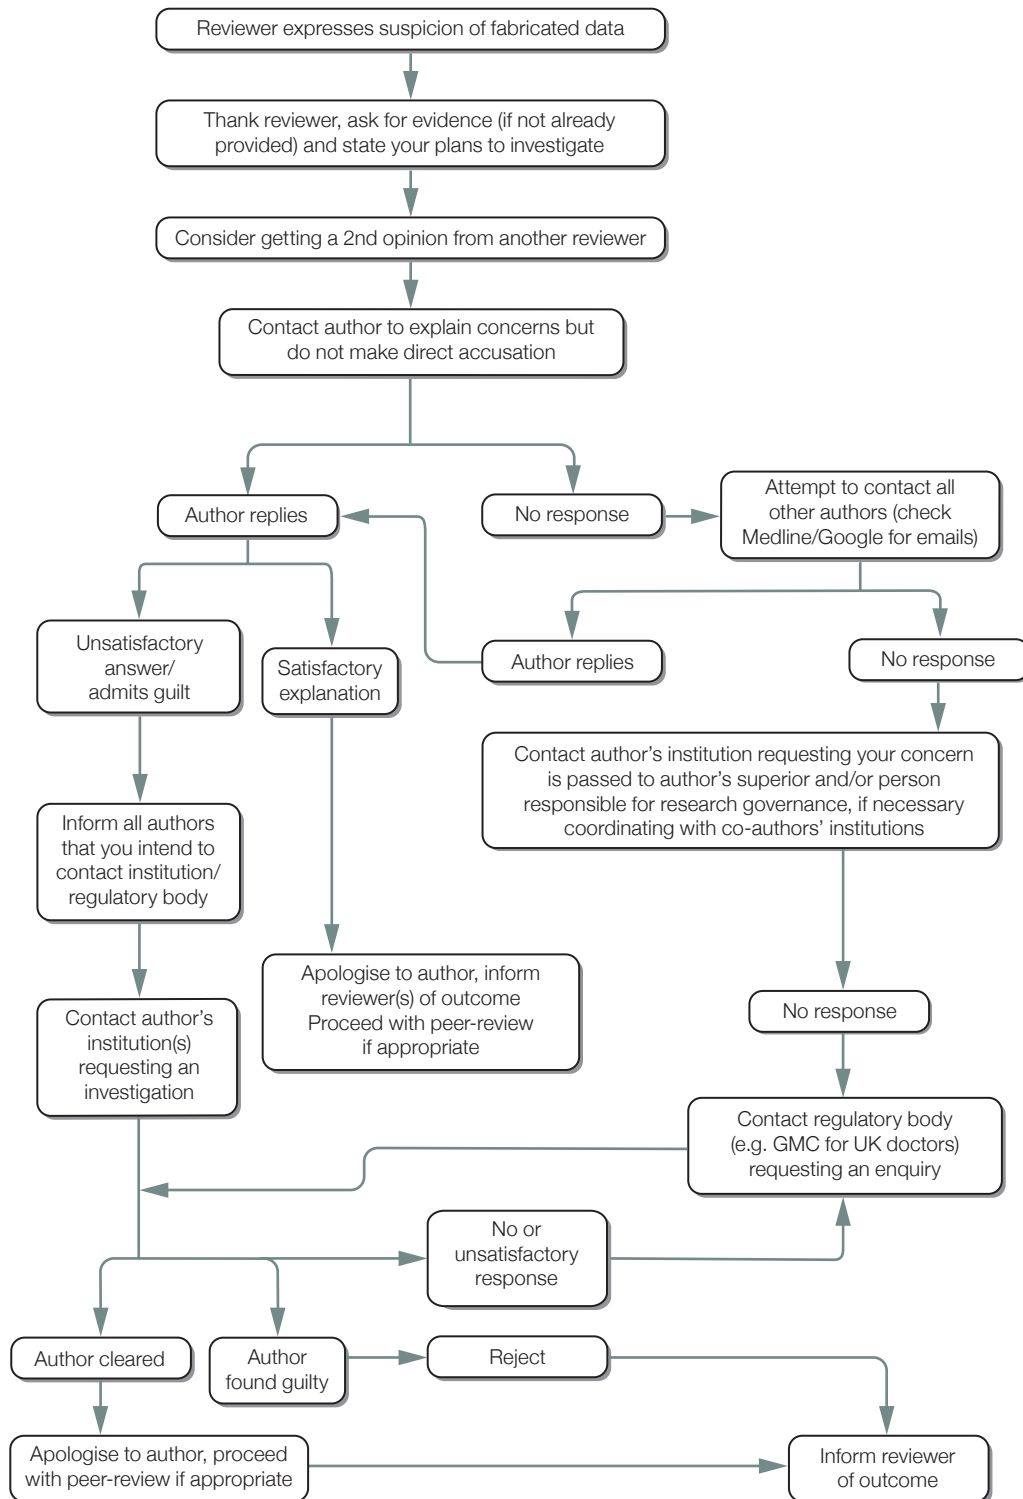 Reviewer expresses suspicion of fabricated data
Thank reviewer, ask for evidence (if not already
provided) and state your plans to investigate
Consider getting a 2nd opinion from another reviewer
Contact author to explain concerns but
do not make direct accusation
Author replies
No response
Attempt to contact all
other authors (check
Medline/Google for emails)
Unsatisfactory
answer/
admits guilt
Satisfactory
explanation
Author replies
No response
Contact author’s institution requesting your concern
is passed to author’s superior and/or person
responsible for research governance, if necessary
coordinating with co-authors’ institutions
Inform all authors
that you intend to
contact institution/
regulatory body
Apologise to author, inform
reviewer(s) of outcome
Proceed with peer-review
if appropriate
No response
Contact author’s
institution(s)
requesting an
investigation
Contact regulatory body
(e.g. GMC for UK doctors)
requesting an enquiry
No or
unsatisfactory
response
Author cleared
Author
found guilty
Reject
Apologise to author, proceed
with peer-review if appropriate
Inform reviewer
of outcome